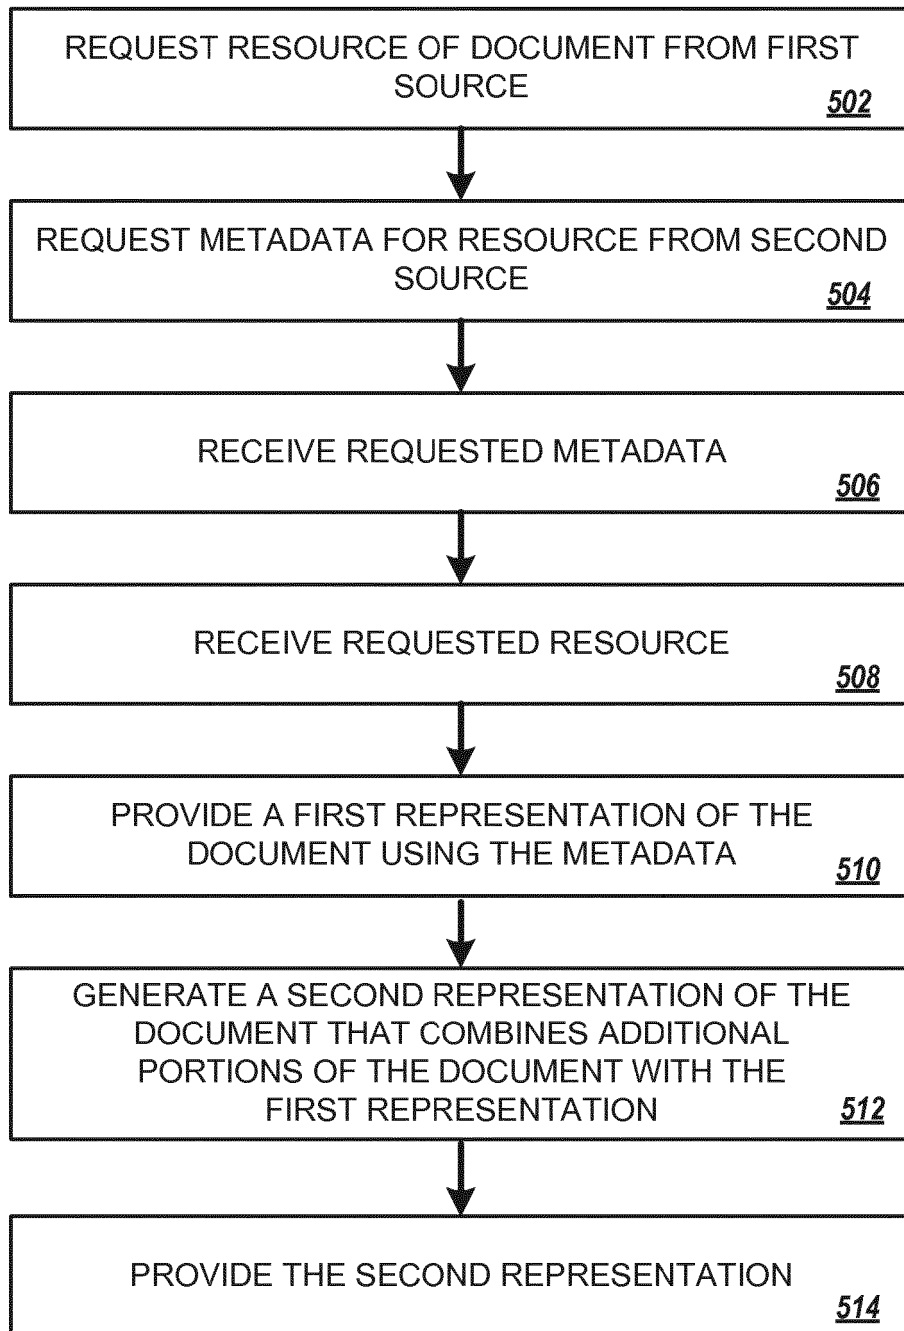 REQUEST RESOURCE OF DOCUMENT FROM FIRST
SOURCE
502
REQUEST METADATA FOR RESOURCE FROM SECOND
SOURCE
504
RECEIVE REQUESTED METADATA
506
RECEIVE REQUESTED RESOURCE
508
PROVIDE A FIRST REPRESENTATION OF THE
DOCUMENT USING THE METADATA
510
GENERATE A SECOND REPRESENTATION OF THE
DOCUMENT THAT COMBINES ADDITIONAL
PORTIONS OF THE DOCUMENT WITH THE
FIRST REPRESENTATION
512
PROVIDE THE SECOND REPRESENTATION
514